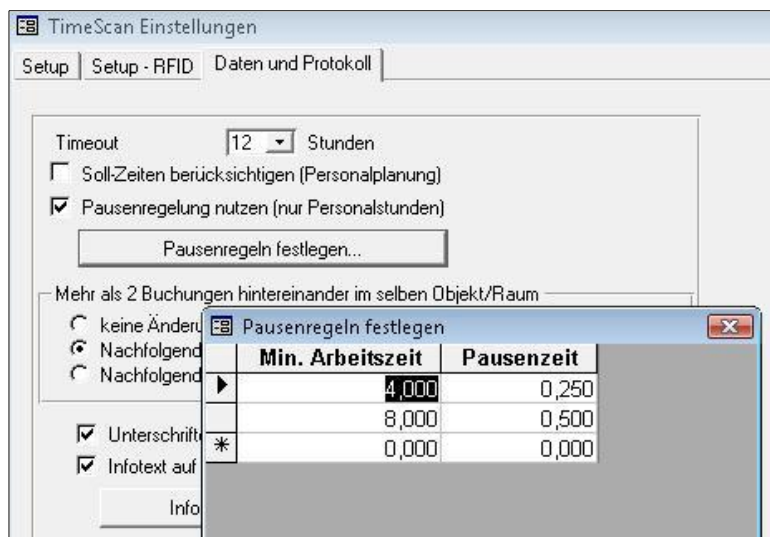 TimeScan Einstellungen
Setup Setup - RFID Daten und Protokoll
Timeout 12 Stunden
Soll-Zeiten berücksichtigen (Personalplanung)
Pausenregelung nutzen (nur Personalstunden)
Pausenregeln festlegen...
Mehr als 2 Buchungen hintereinander im selben Objekt/Raum
keine Änderu
Nachfolgend
Nachfolgend
Unterschrifte
Infotext auf
Info
Pausenregeln festlegen
Min. Arbeitszeit Pausenzeit
4,000 0,250
8,000 0,500
0,000 0,000